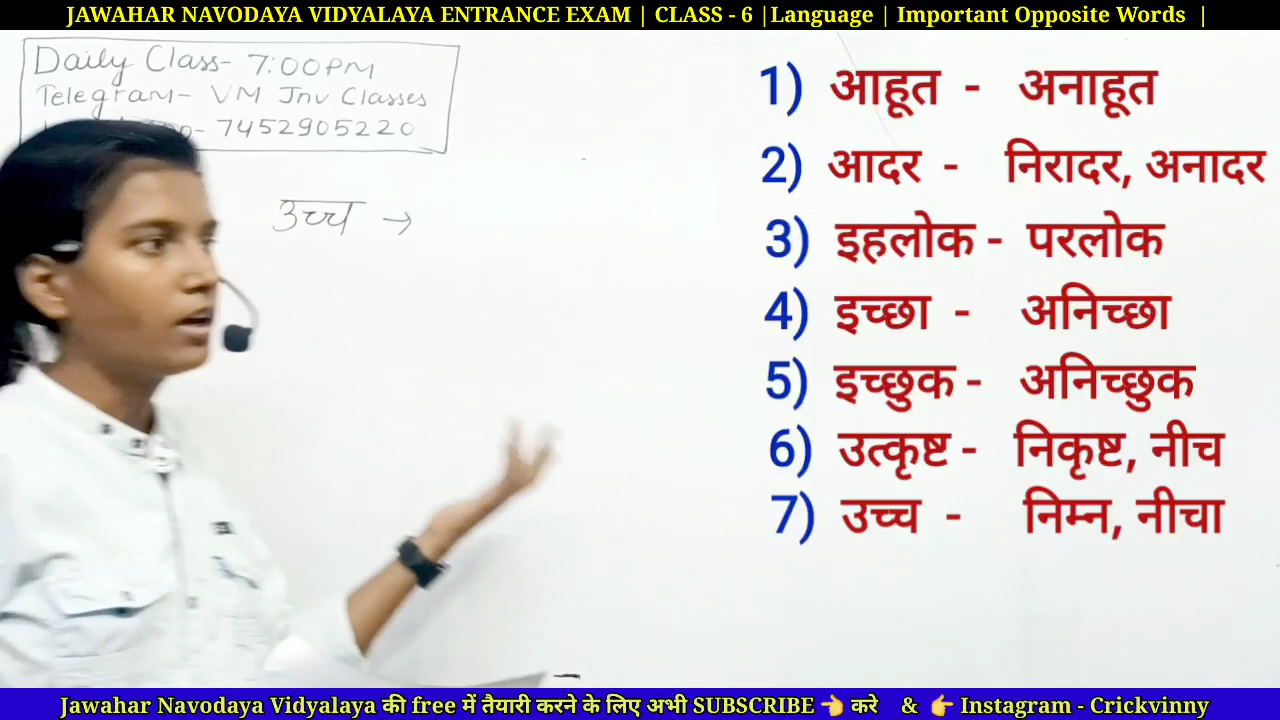 JAWAHAR NAVODAYA VIDYALAYA ENTRANCE EXAM | CLASS - 6 |Language | Important Opposite Words |
Daily Class- 7:00PM
Telegram- VM Jnv Classes
7452905220
उच्च →
1) आहूत - अनाहूत
2) आदर - निरादर, अनादर
3) इहलोक - परलोक
4) इच्छा - अनिच्छा
5) इच्छुक - अनिच्छुक
6) उत्कृष्ट - निकृष्ट, नीच
7) उच्च - निम्न, नीचा
Jawahar Navodaya Vidyalaya की free में तैयारी करने के लिए अभी SUBSCRIBE 👈 करे & 👉 Instagram - Crickvinny